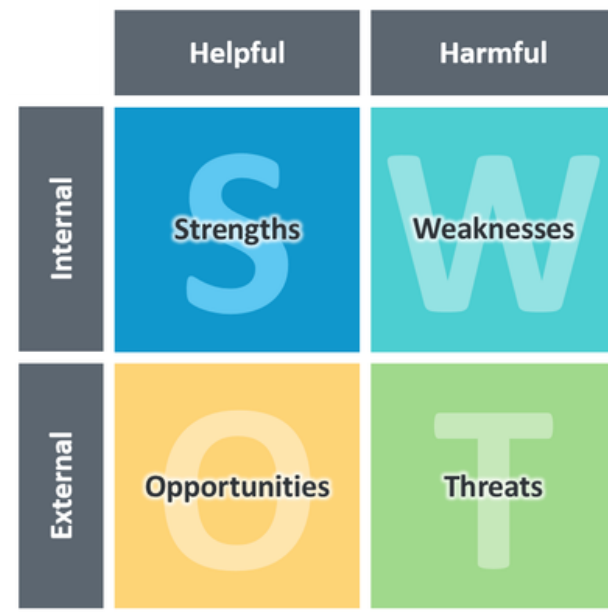 Helpful
Harmful
Internal
S
Strengths
W
Weaknesses
External
O
Opportunities
T
Threats